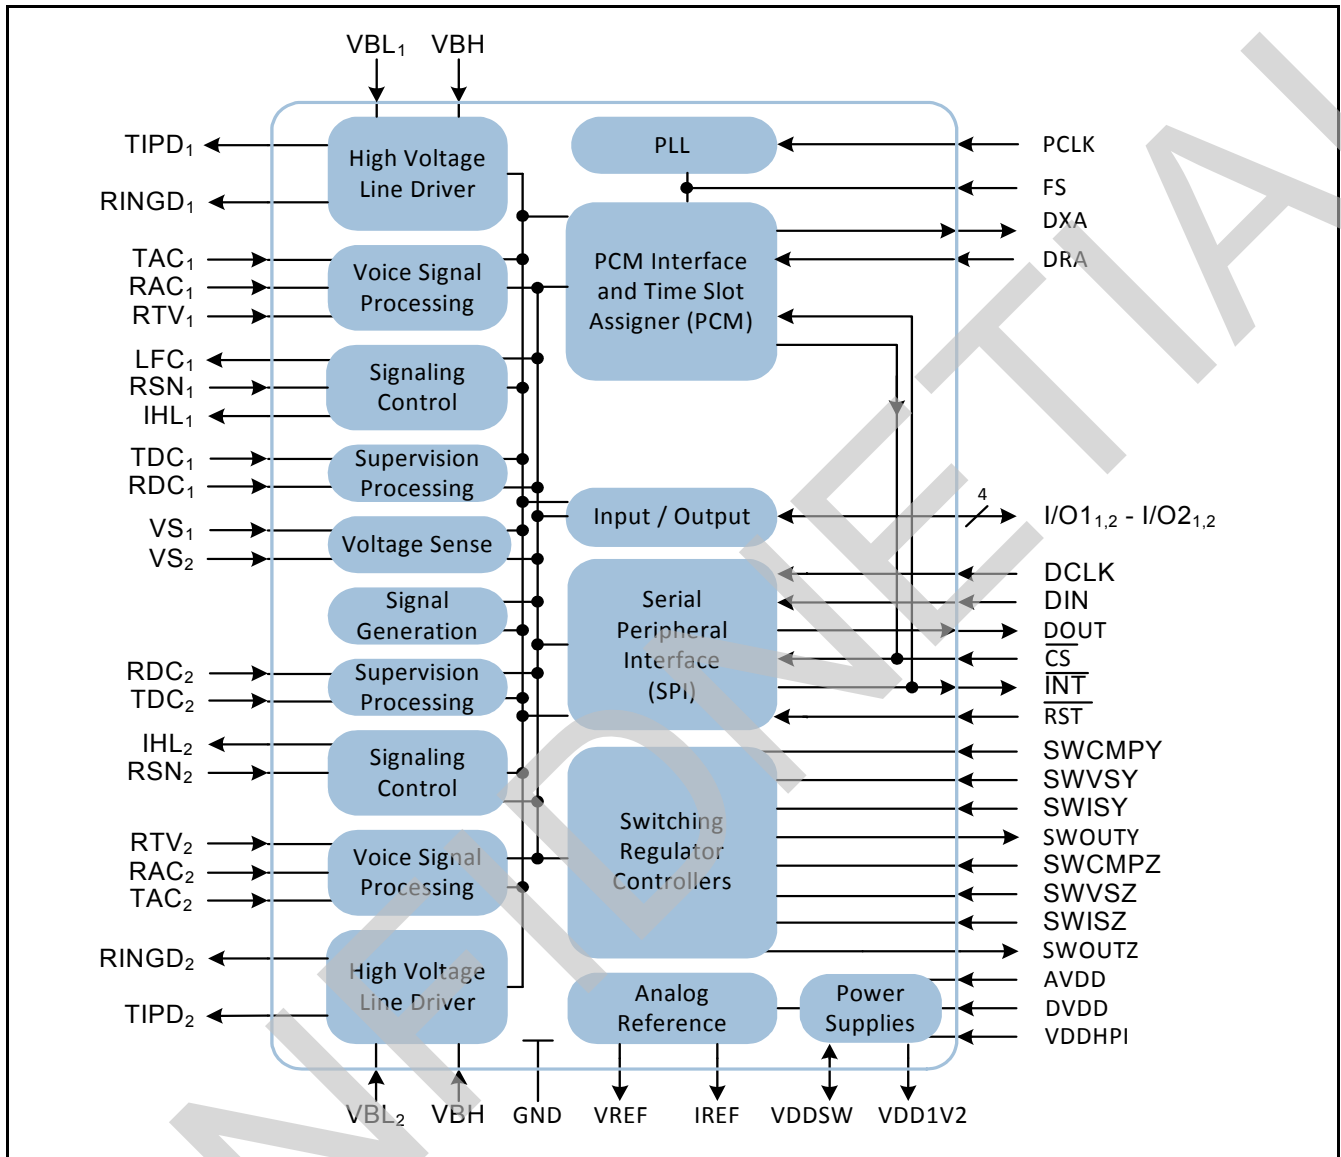 VBL1 VBH
TIPD1
RINGD1
TAC1
RAC1
RTV1
LFC1
RSN1
IHL1
TDC1
RDC1
VS1
VS2
RDC2
TDC2
IHL2
RSN2
RTV2
RAC2
TAC2
RINGD2
TIPD2
High Voltage
Line Driver
Voice Signal
Processing
Signaling
Control
Supervision
Processing
Voltage Sense
Signal
Generation
Supervision
Processing
Signaling
Control
Voice Signal
Processing
High Voltage
Line Driver
PLL
PCM Interface
and Time Slot
Assigner (PCM)
Input / Output
Serial
Peripheral
Interface
(SPI)
Switching
Regulator
Controllers
Analog
Reference
Power
Supplies
PCLK
FS
DXA
DRA
4
I/O11,2 - I/O21,2
DCLK
DIN
DOUT
CS
INT
RST
SWCMPY
SWVSY
SWISY
SWOUTY
SWCMPZ
SWVSZ
SWISZ
SWOUTZ
AVDD
DVDD
VDDHPI
VBL2 VBH GND VREF IREF VDDSW VDD1V2
NFDNETIAL